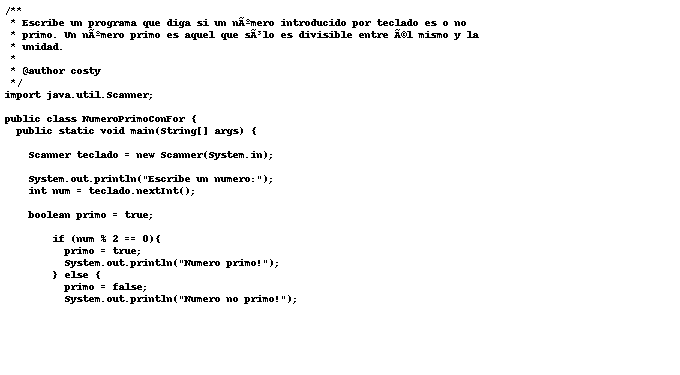 /**
 * Escribe un programa que diga si un nÃºmero introducido por teclado es o no
 * primo. Un nÃºmero primo es aquel que sÃ³lo es divisible entre Ã©l mismo y la
 * unidad.
 *
 * @author costy
 */
import java.util.Scanner;
public class NumeroPrimoConFor {
  public static void main(String[] args) {
    Scanner teclado = new Scanner(System.in);
    System.out.println("Escribe un numero:");
    int num = teclado.nextInt();
    boolean primo = true;
        if (num % 2 == 0){
          primo = true;
          System.out.println("Numero primo!");
        } else {
          primo = false;
          System.out.println("Numero no primo!");